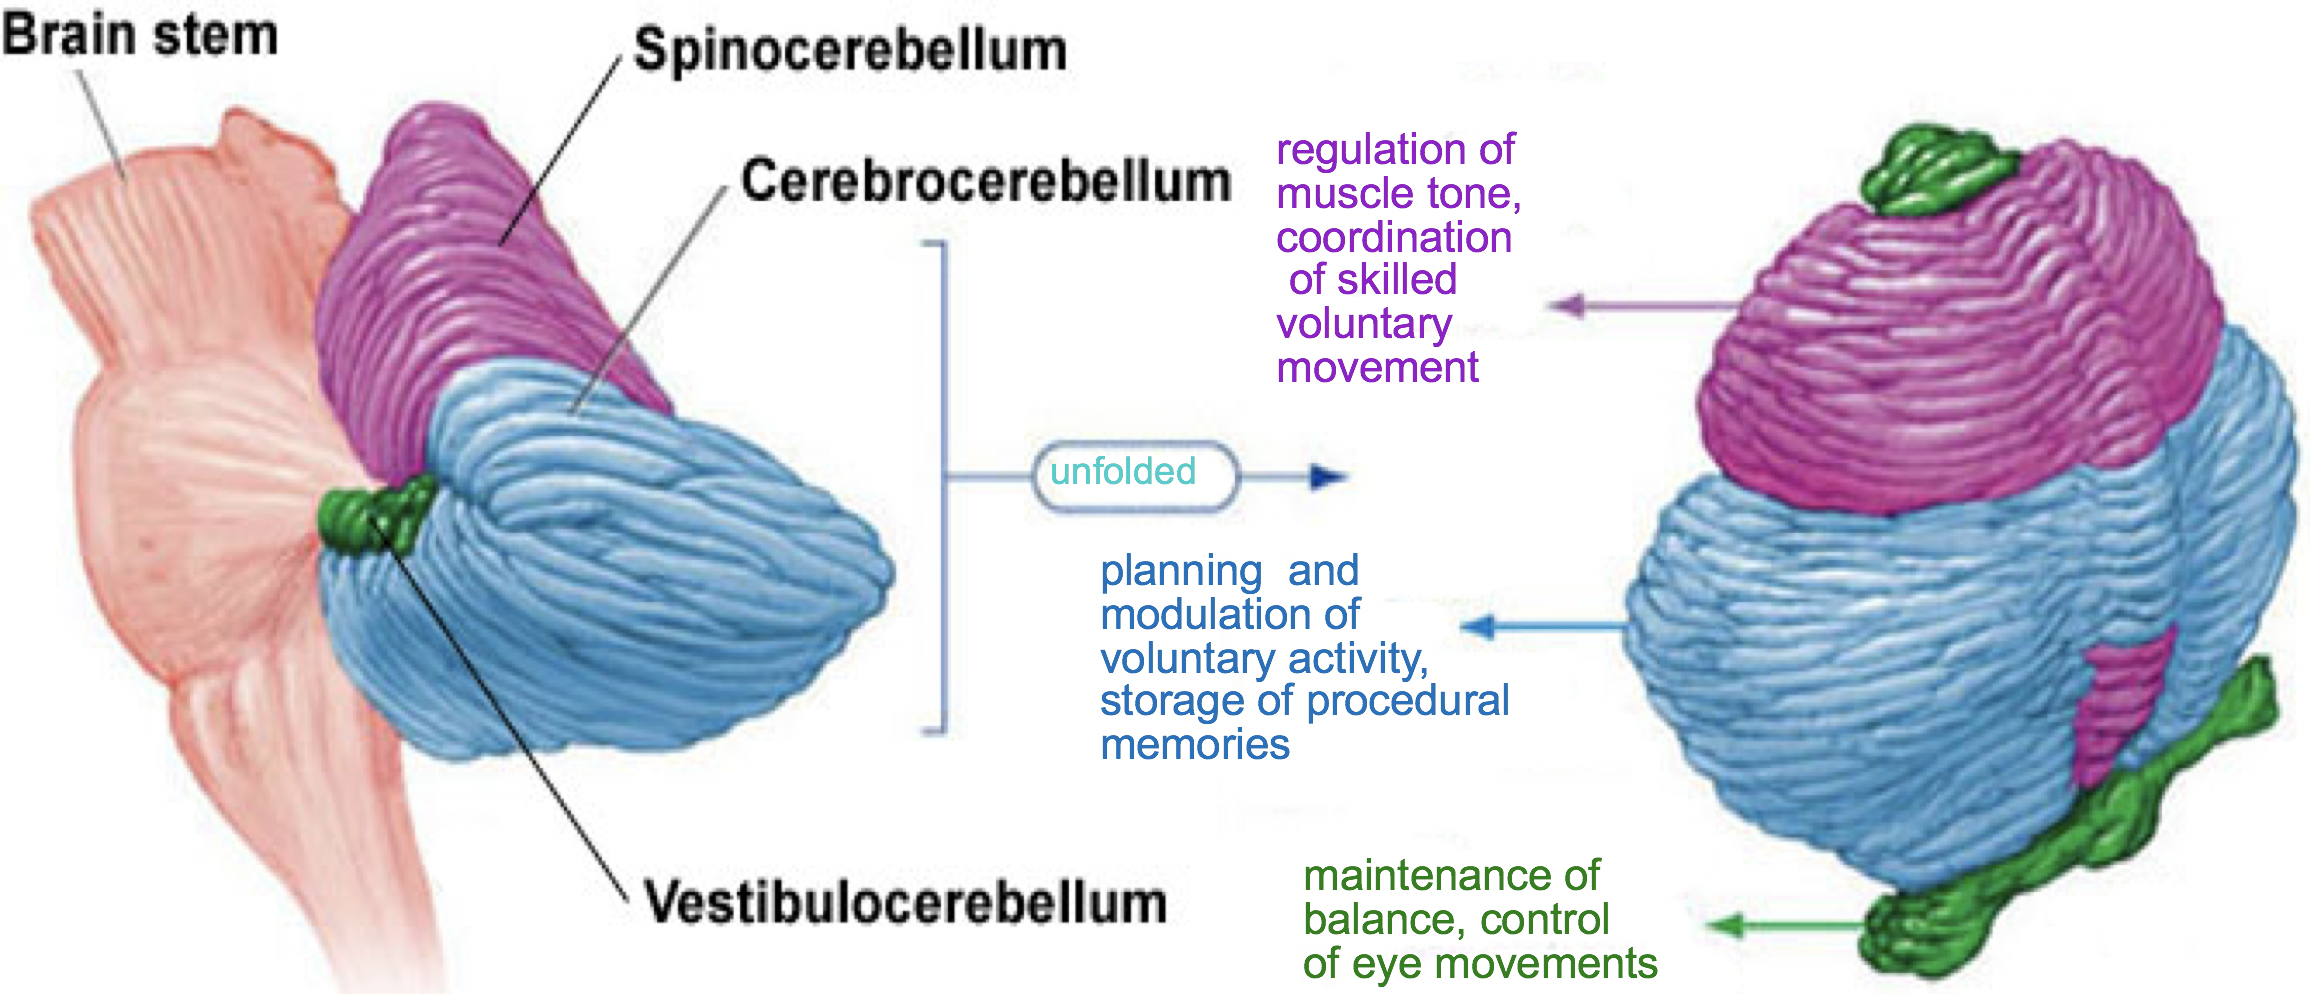 Brain stem
Spinocerebellum
Cerebrocerebellum
regulation of
muscle tone,
coordination
of skilled
voluntary
movement
unfolded
planning and
modulation of
voluntary activity,
storage of procedural
memories
Vestibulocerebellum
maintenance of
balance, control
of eye movements